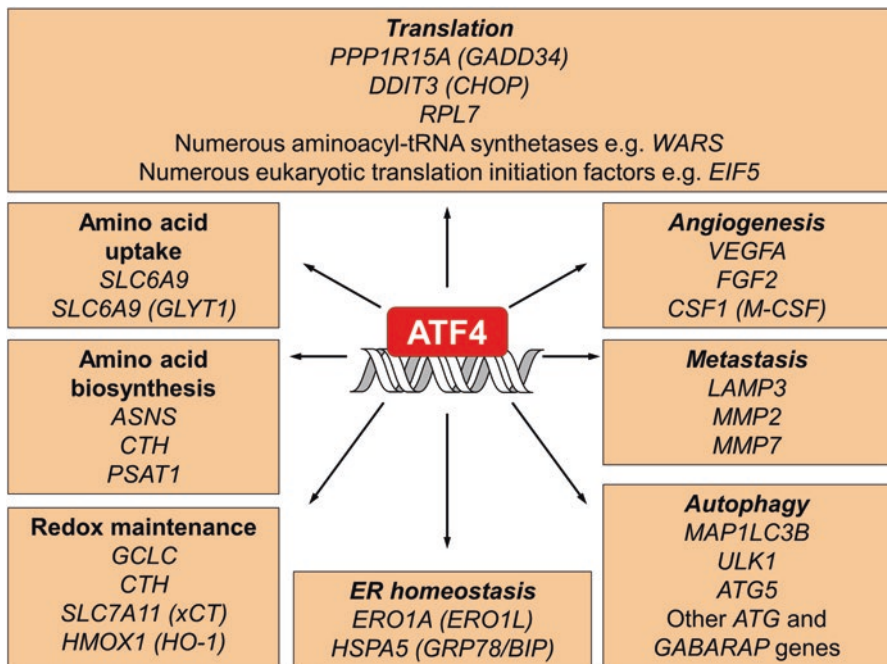 Translation
PPP1R15A (GADD34)
DDIT3 (CHOP)
RPL7
Numerous aminoacyl-tRNA synthetases e.g. WARS
Numerous eukaryotic translation initiation factors e.g. EIF5
Amino acid
uptake
SLC6A9
SLC6A9 (GLYT1)
Angiogenesis
VEGFA
FGF2
CSF1 (M-CSF)
ATF4
Amino acid
biosynthesis
ASNS
CTH
PSAT1
Metastasis
LAMP3
MMP2
MMP7
Redox maintenance
GCLC
CTH
SLC7A11 (xCT)
HMOX1 (HO-1)
ER homeostasis
ERO1A (ERO1L)
HSPA5 (GRP78/BIP)
Autophagy
MAP1LC3B
ULK1
ATG5
Other ATG and
GABARAP genes